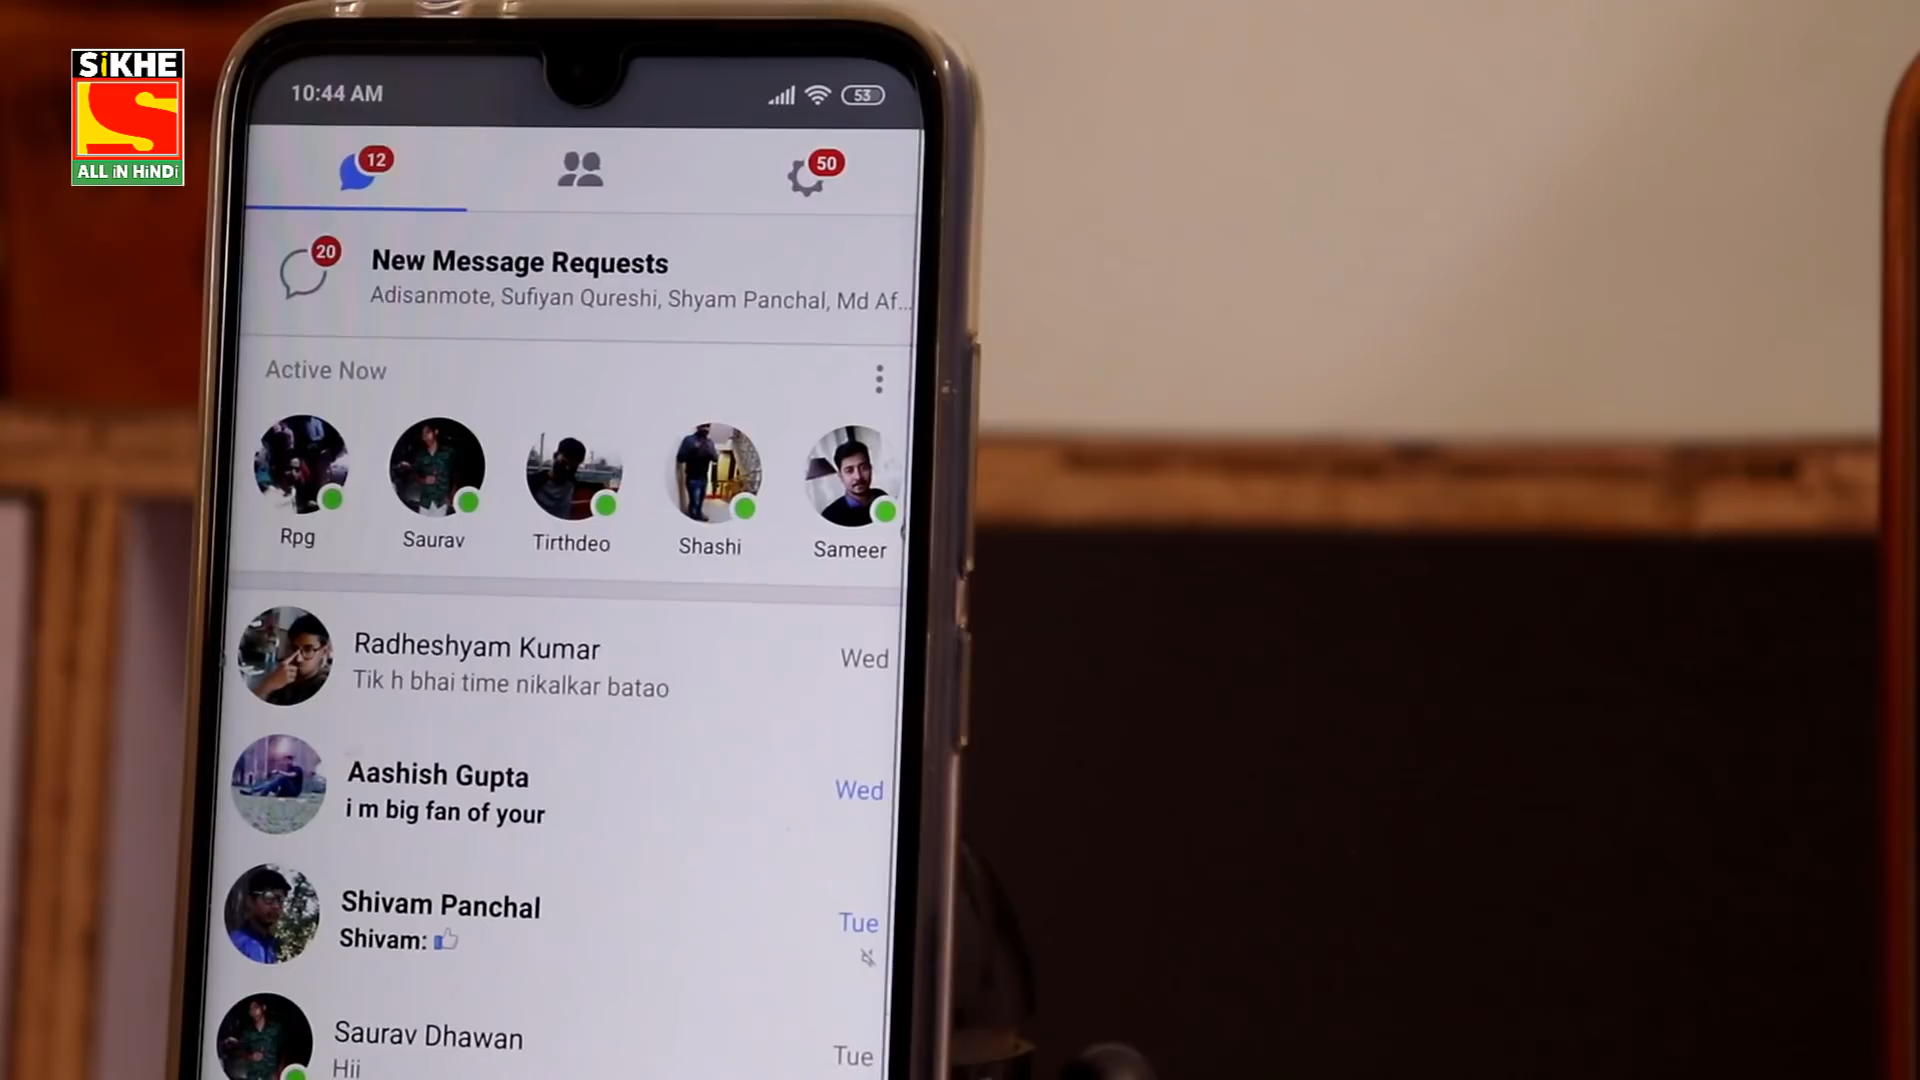 SiKHE
ALL iN HiNDi
10:44 AM
53
12
50
20
New Message Requests
Adisanmote, Sufiyan Qureshi, Shyam Panchal, Md Af...
Active Now
Rpg
Saurav
Tirthdeo
Shashi
Sameer
Radheshyam Kumar
Wed
Tik h bhai time nikalkar batao
Aashish Gupta
Wed
i m big fan of your
Shivam Panchal
Tue
Shivam:
Saurav Dhawan
Tue
Hii